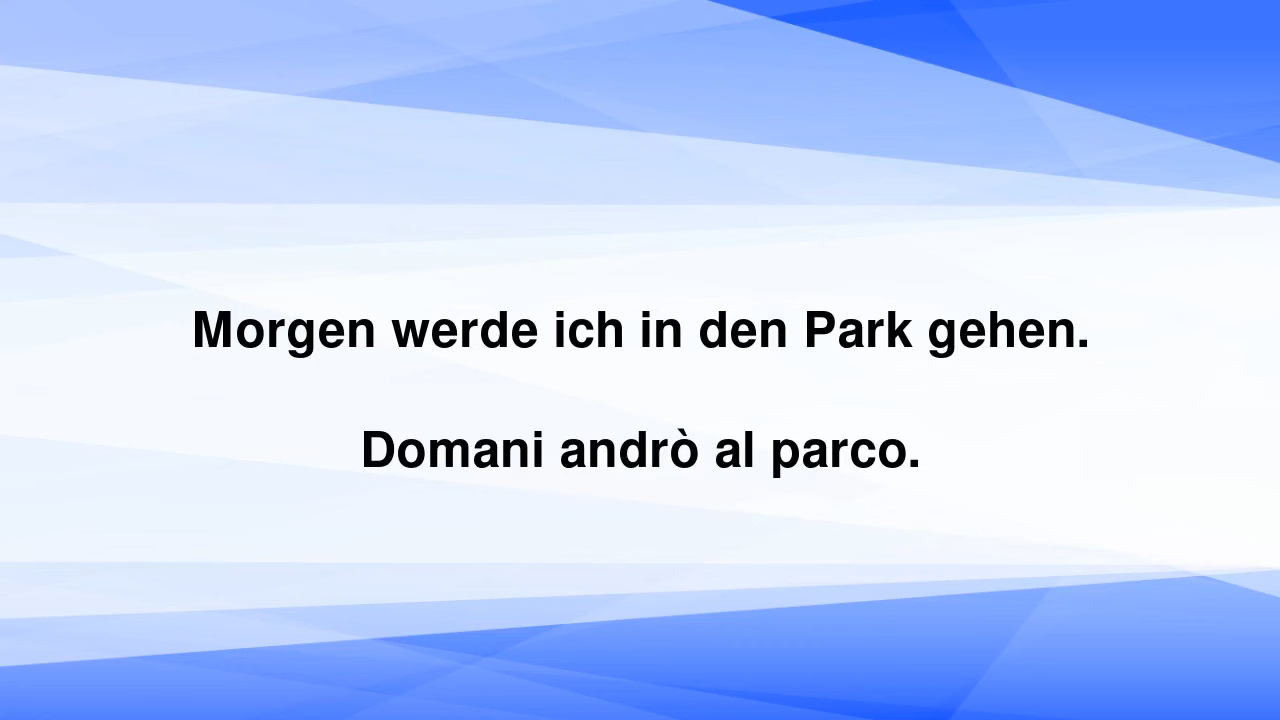 Morgen werde ich in den Park gehen.
Domani andrò al parco.